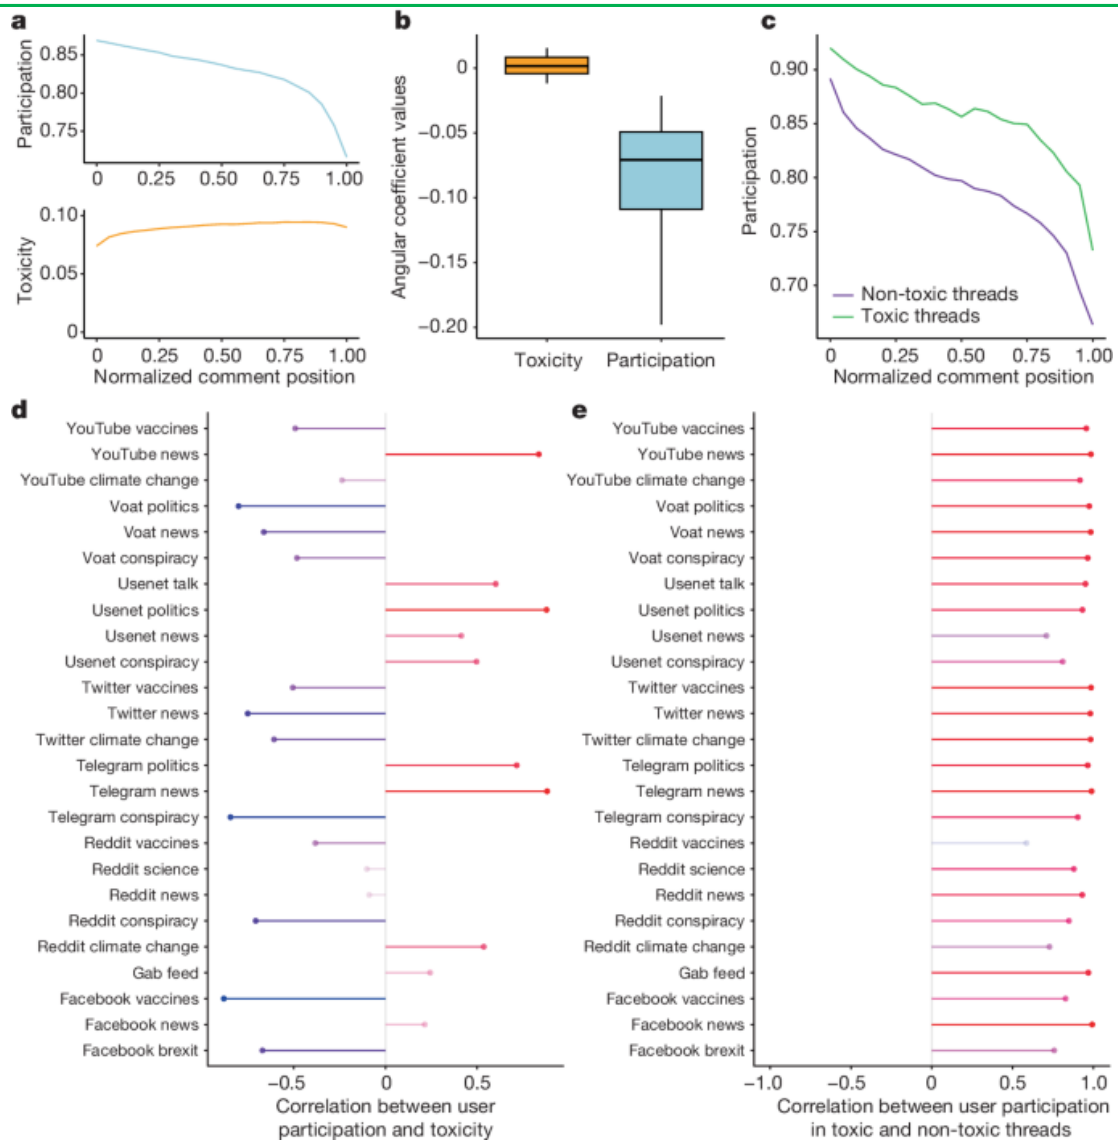 a
Participation
0.85
0.80
0.75
0 0.25 0.50 0.75 1.00
Toxicity
0.10
0.05
0
0 0.25 0.50 0.75 1.00
Normalized comment position
b
Angular coefficient values
0
−0.05
−0.10
−0.15
−0.20
Toxicity Participation
c
Participation
0.90
0.85
0.80
0.75
0.70
Non-toxic threads
Toxic threads
0 0.25 0.50 0.75 1.00
Normalized comment position
d
YouTube vaccines
YouTube news
YouTube climate change
Voat politics
Voat news
Voat conspiracy
Usenet talk
Usenet politics
Usenet news
Usenet conspiracy
Twitter vaccines
Twitter news
Twitter climate change
Telegram politics
Telegram news
Telegram conspiracy
Reddit vaccines
Reddit science
Reddit news
Reddit conspiracy
Reddit climate change
Gab feed
Facebook vaccines
Facebook news
Facebook brexit
−0.5 0 0.5
Correlation between user
participation and toxicity
e
YouTube vaccines
YouTube news
YouTube climate change
Voat politics
Voat news
Voat conspiracy
Usenet talk
Usenet politics
Usenet news
Usenet conspiracy
Twitter vaccines
Twitter news
Twitter climate change
Telegram politics
Telegram news
Telegram conspiracy
Reddit vaccines
Reddit science
Reddit news
Reddit conspiracy
Reddit climate change
Gab feed
Facebook vaccines
Facebook news
Facebook brexit
−1.0 −0.5 0 0.5 1.0
Correlation between user participation
in toxic and non-toxic threads